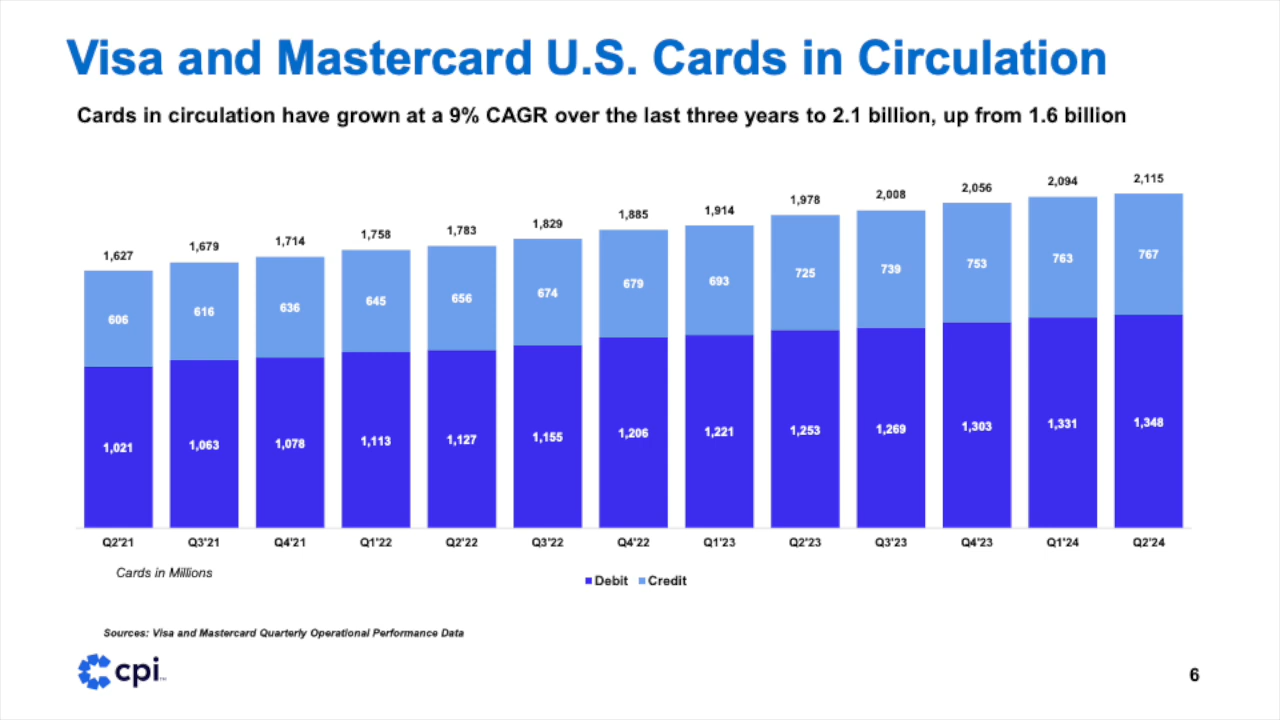 Visa and Mastercard U.S. Cards in Circulation
Cards in circulation have grown at a 9% CAGR over the last three years to 2.1 billion, up from 1.6 billion
1,627 1,679 1,714 1,758 1,783 1,829 1,885 1,914 1,978 2,008 2,056 2,094 2,115
606 616 636 645 656 674 679 693 725 739 753 763 767
1,021 1,063 1,078 1,113 1,127 1,155 1,206 1,221 1,253 1,269 1,303 1,331 1,348
Q2'21 Q3'21 Q4'21 Q1'22 Q2'22 Q3'22 Q4'22 Q1'23 Q2'23 Q3'23 Q4'23 Q1'24 Q2'24
Cards in Millions
Debit Credit
Sources: Visa and Mastercard Quarterly Operational Performance Data
cpi™
6